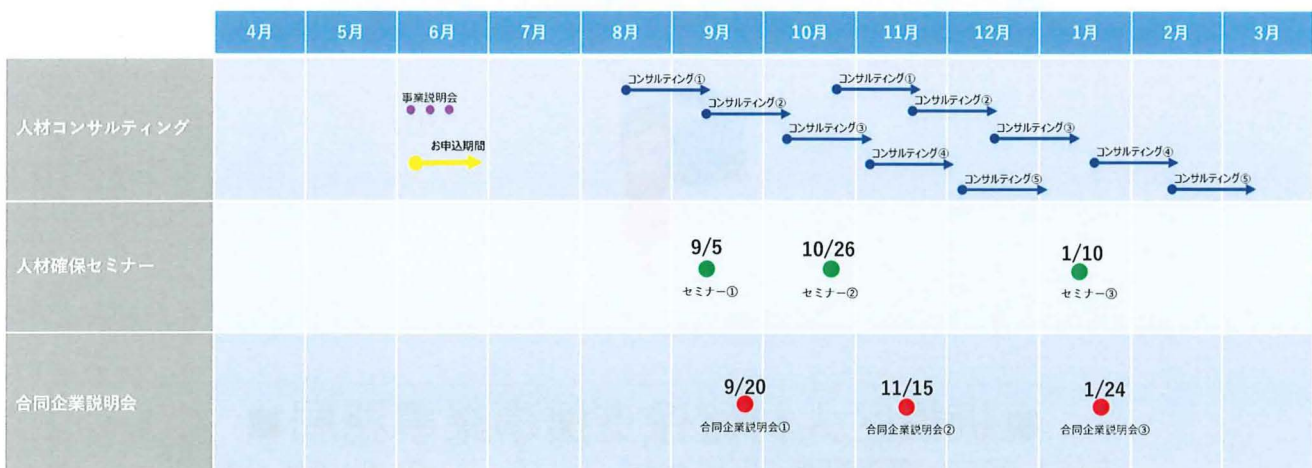 4月 5月 6月 7月 8月 9月 10月 11月 12月 1月 2月 3月
人材コンサルティング
事業説明会
お申込期間
コンサルティング①
コンサルティング②
コンサルティング③
コンサルティング④
コンサルティング⑤
コンサルティング①
コンサルティング②
コンサルティング③
コンサルティング④
コンサルティング⑤
人材確保セミナー
9/5
セミナー①
10/26
セミナー②
1/10
セミナー③
合同企業説明会
9/20
合同企業説明会①
11/15
合同企業説明会②
1/24
合同企業説明会③